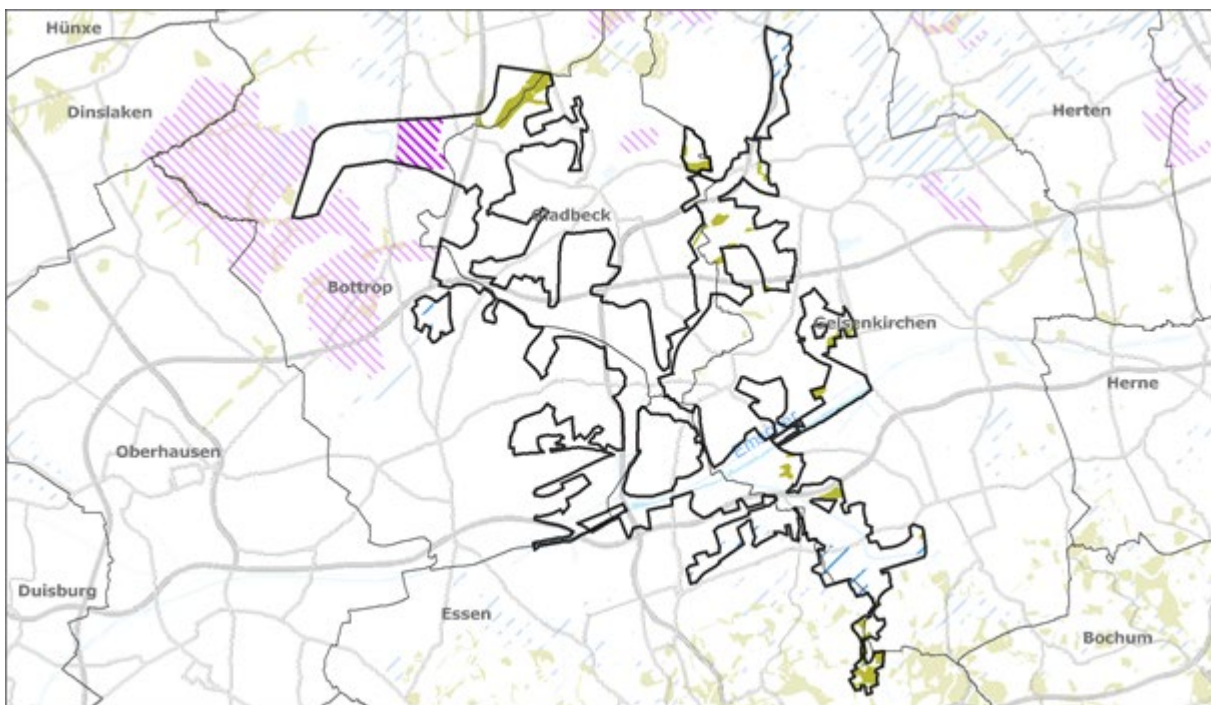 Hünxe
Dinslaken
Herten
Gladbeck
Bottrop
Gelsenkirchen
Herne
Emscher
Oberhausen
Duisburg
Essen
Bochum